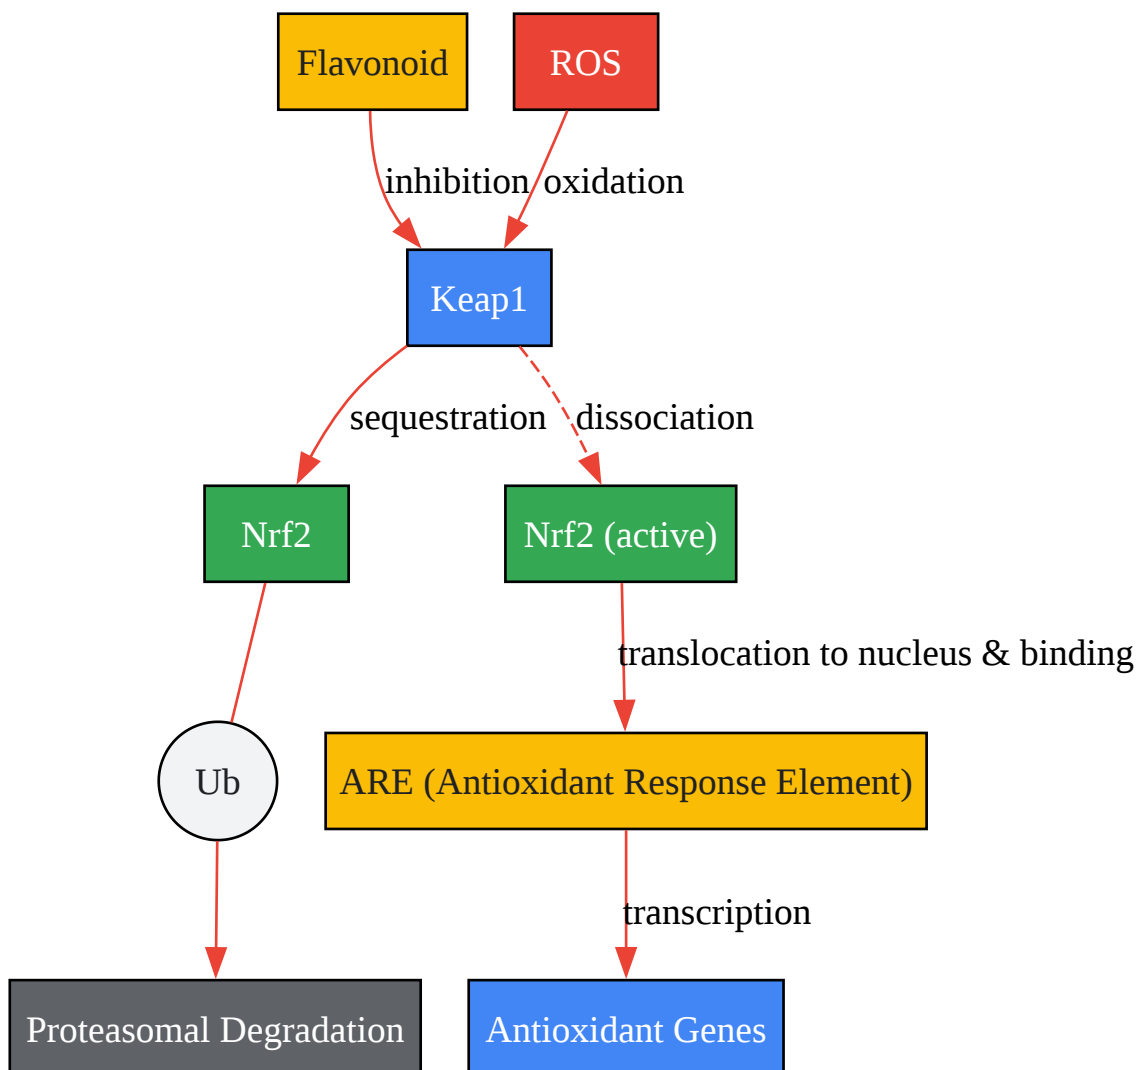 Flavonoid
ROS
inhibition
oxidation
Keap1
sequestration
dissociation
Nrf2
Nrf2 (active)
translocation to nucleus & binding
Ub
ARE (Antioxidant Response Element)
transcription
Proteasomal Degradation
Antioxidant Genes